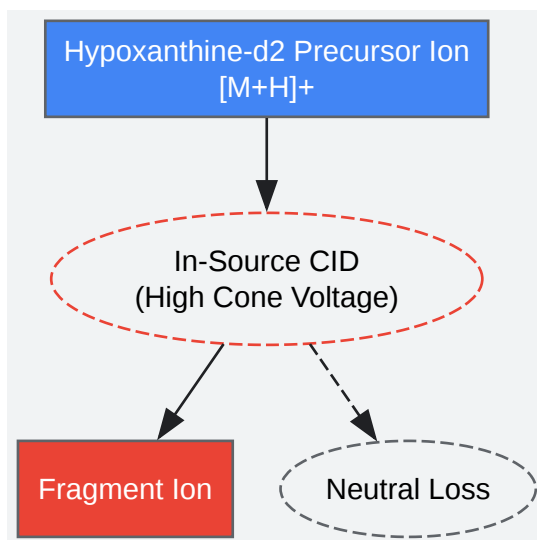 Hypoxanthine-d2 Precursor Ion
[M+H]+
In-Source CID
(High Cone Voltage)
Fragment Ion
Neutral Loss